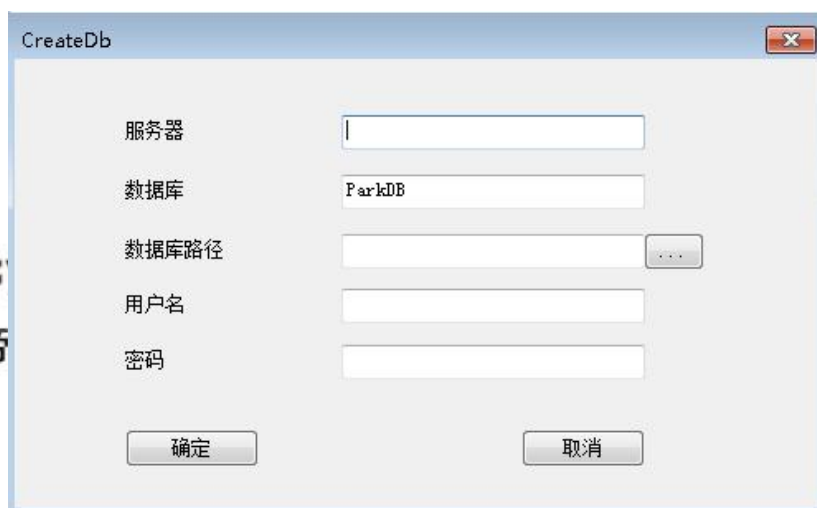 CreateDb
服务器
数据库 ParkDB
数据库路径 ...
用户名
密码
确定 取消